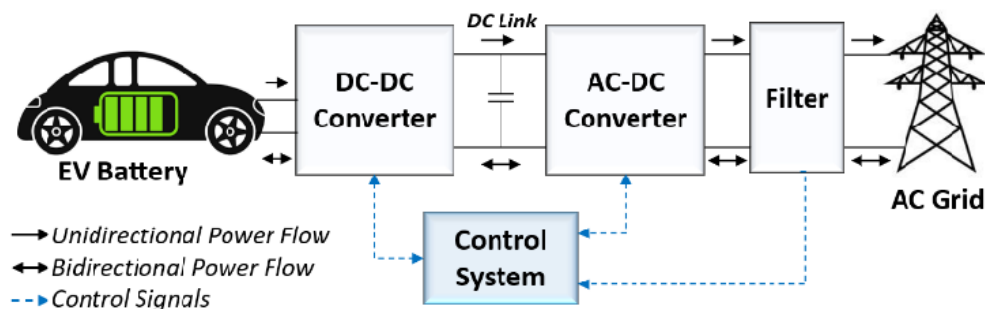 DC Link
DC-DC
Converter
AC-DC
Converter
Filter
EV Battery
AC Grid
Unidirectional Power Flow
Bidirectional Power Flow
Control Signals
Control
System